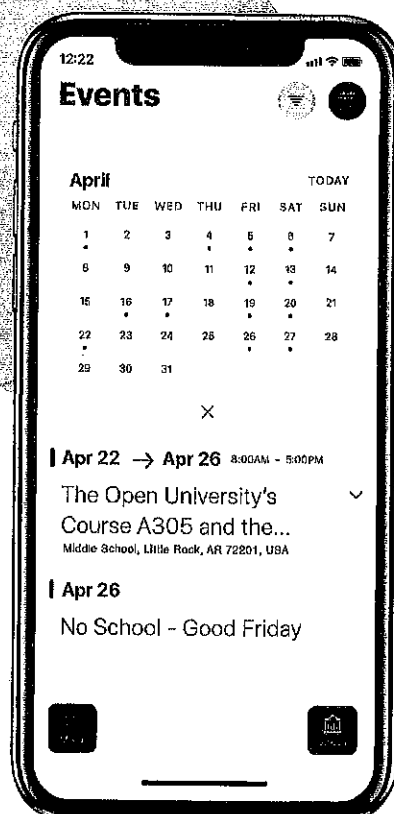 12:22
Events
April TODAY
MON TUE WED THU FRI SAT SUN
1 2 3 4 5 6 7
8 9 10 11 12 13 14
15 16 17 18 19 20 21
22 23 24 25 26 27 28
29 30 31
Apr 22 → Apr 26 8:00AM - 5:00PM
The Open University's
Course A305 and the...
Middle School, Little Rock, AR 72201, USA
Apr 26
No School - Good Friday